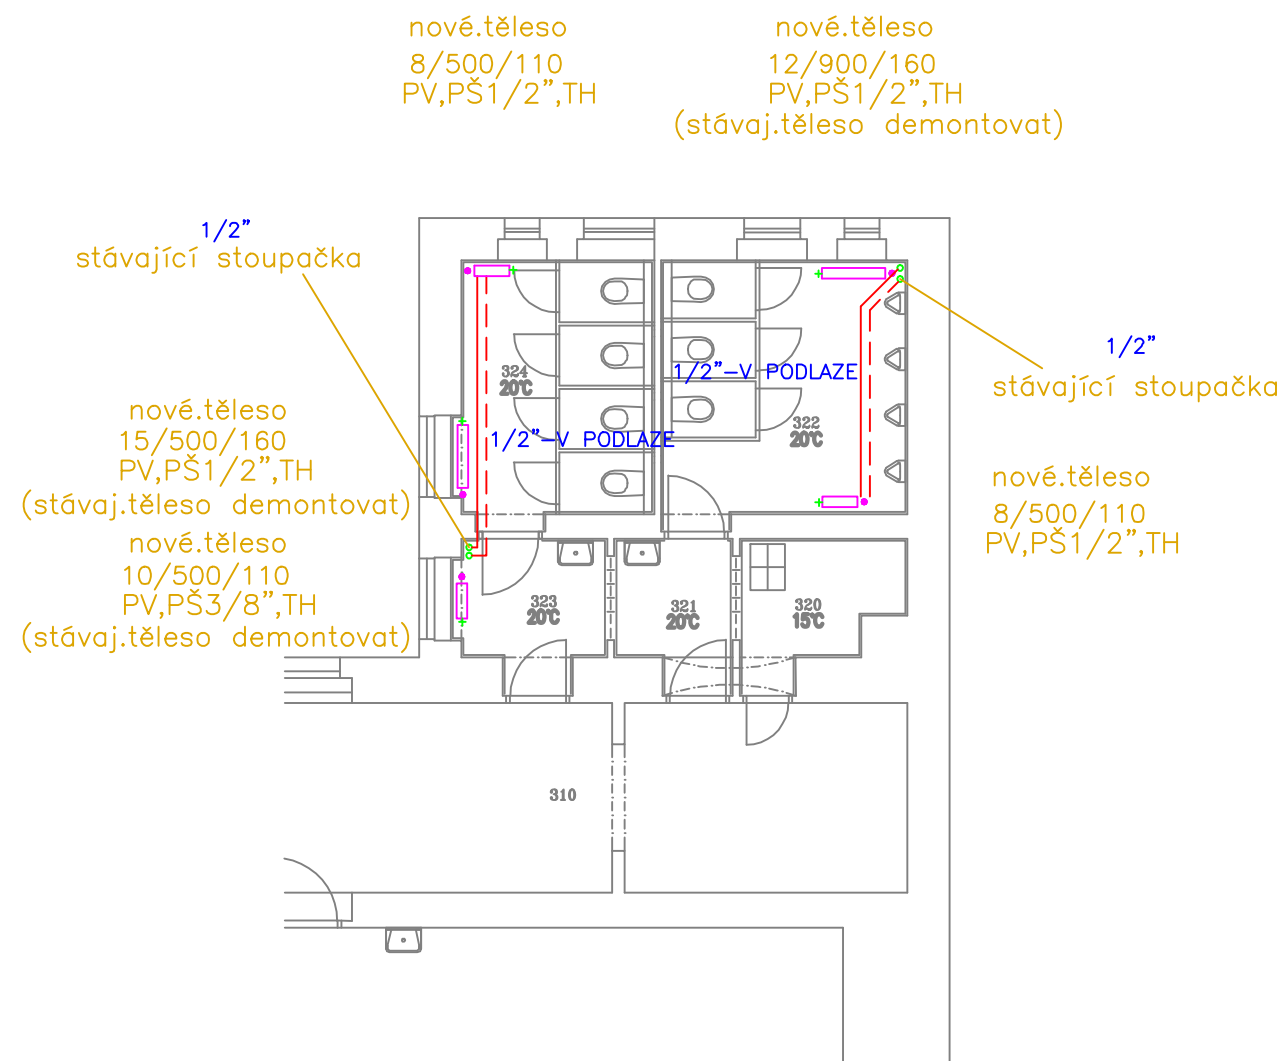 nové.těleso
8/500/110
PV,PŠ1/2",TH
nové.těleso
12/900/160
PV,PŠ1/2",TH
(stávaj.těleso demontovat)
1/2"
stávající stoupačka
1/2"
stávající stoupačka
324
20°C
1/2"-V PODLAZE
1/2"-V PODLAZE
322
20°C
nové.těleso
15/500/160
PV,PŠ1/2",TH
(stávaj.těleso demontovat)
nové.těleso
10/500/110
PV,PŠ3/8",TH
(stávaj.těleso demontovat)
nové.těleso
8/500/110
PV,PŠ1/2",TH
323
20°C
321
20°C
320
15°C
310